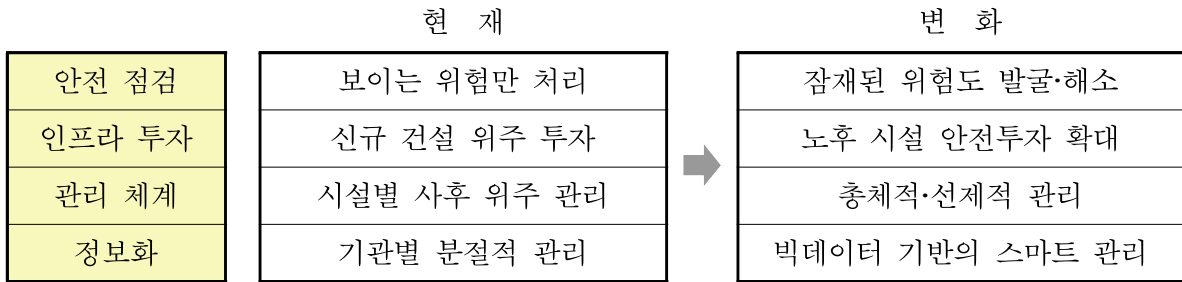 현 재 변 화
안전 점검 보이는 위험만 처리 잠재된 위험도 발굴·해소
인프라 투자 신규 건설 위주 투자 노후 시설 안전투자 확대
관리 체계 시설별 사후 위주 관리 총체적·선제적 관리
정보화 기관별 분절적 관리 빅데이터 기반의 스마트 관리